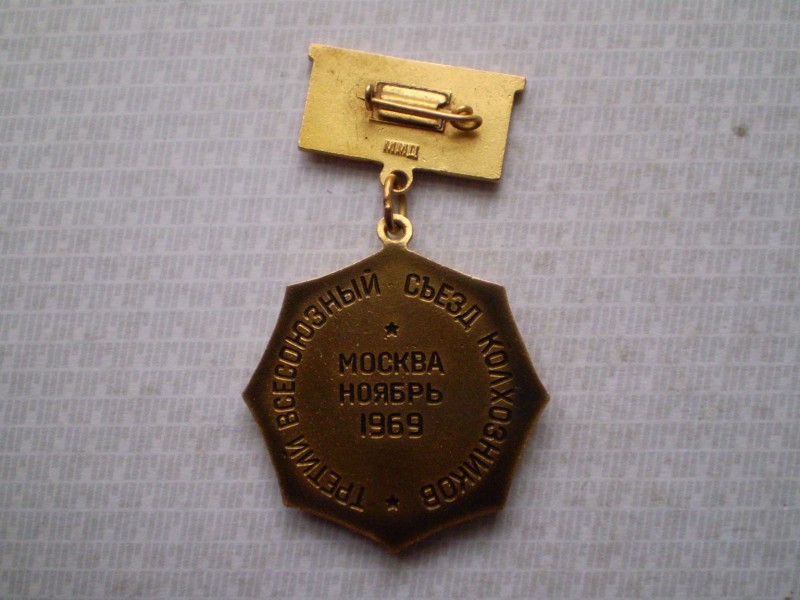 ММД
ТРЕТИЙ ВСЕСОЮЗНЫЙ СЪЕЗД КОЛХОЗНИКОВ
МОСКВА
НОЯБРЬ
1969